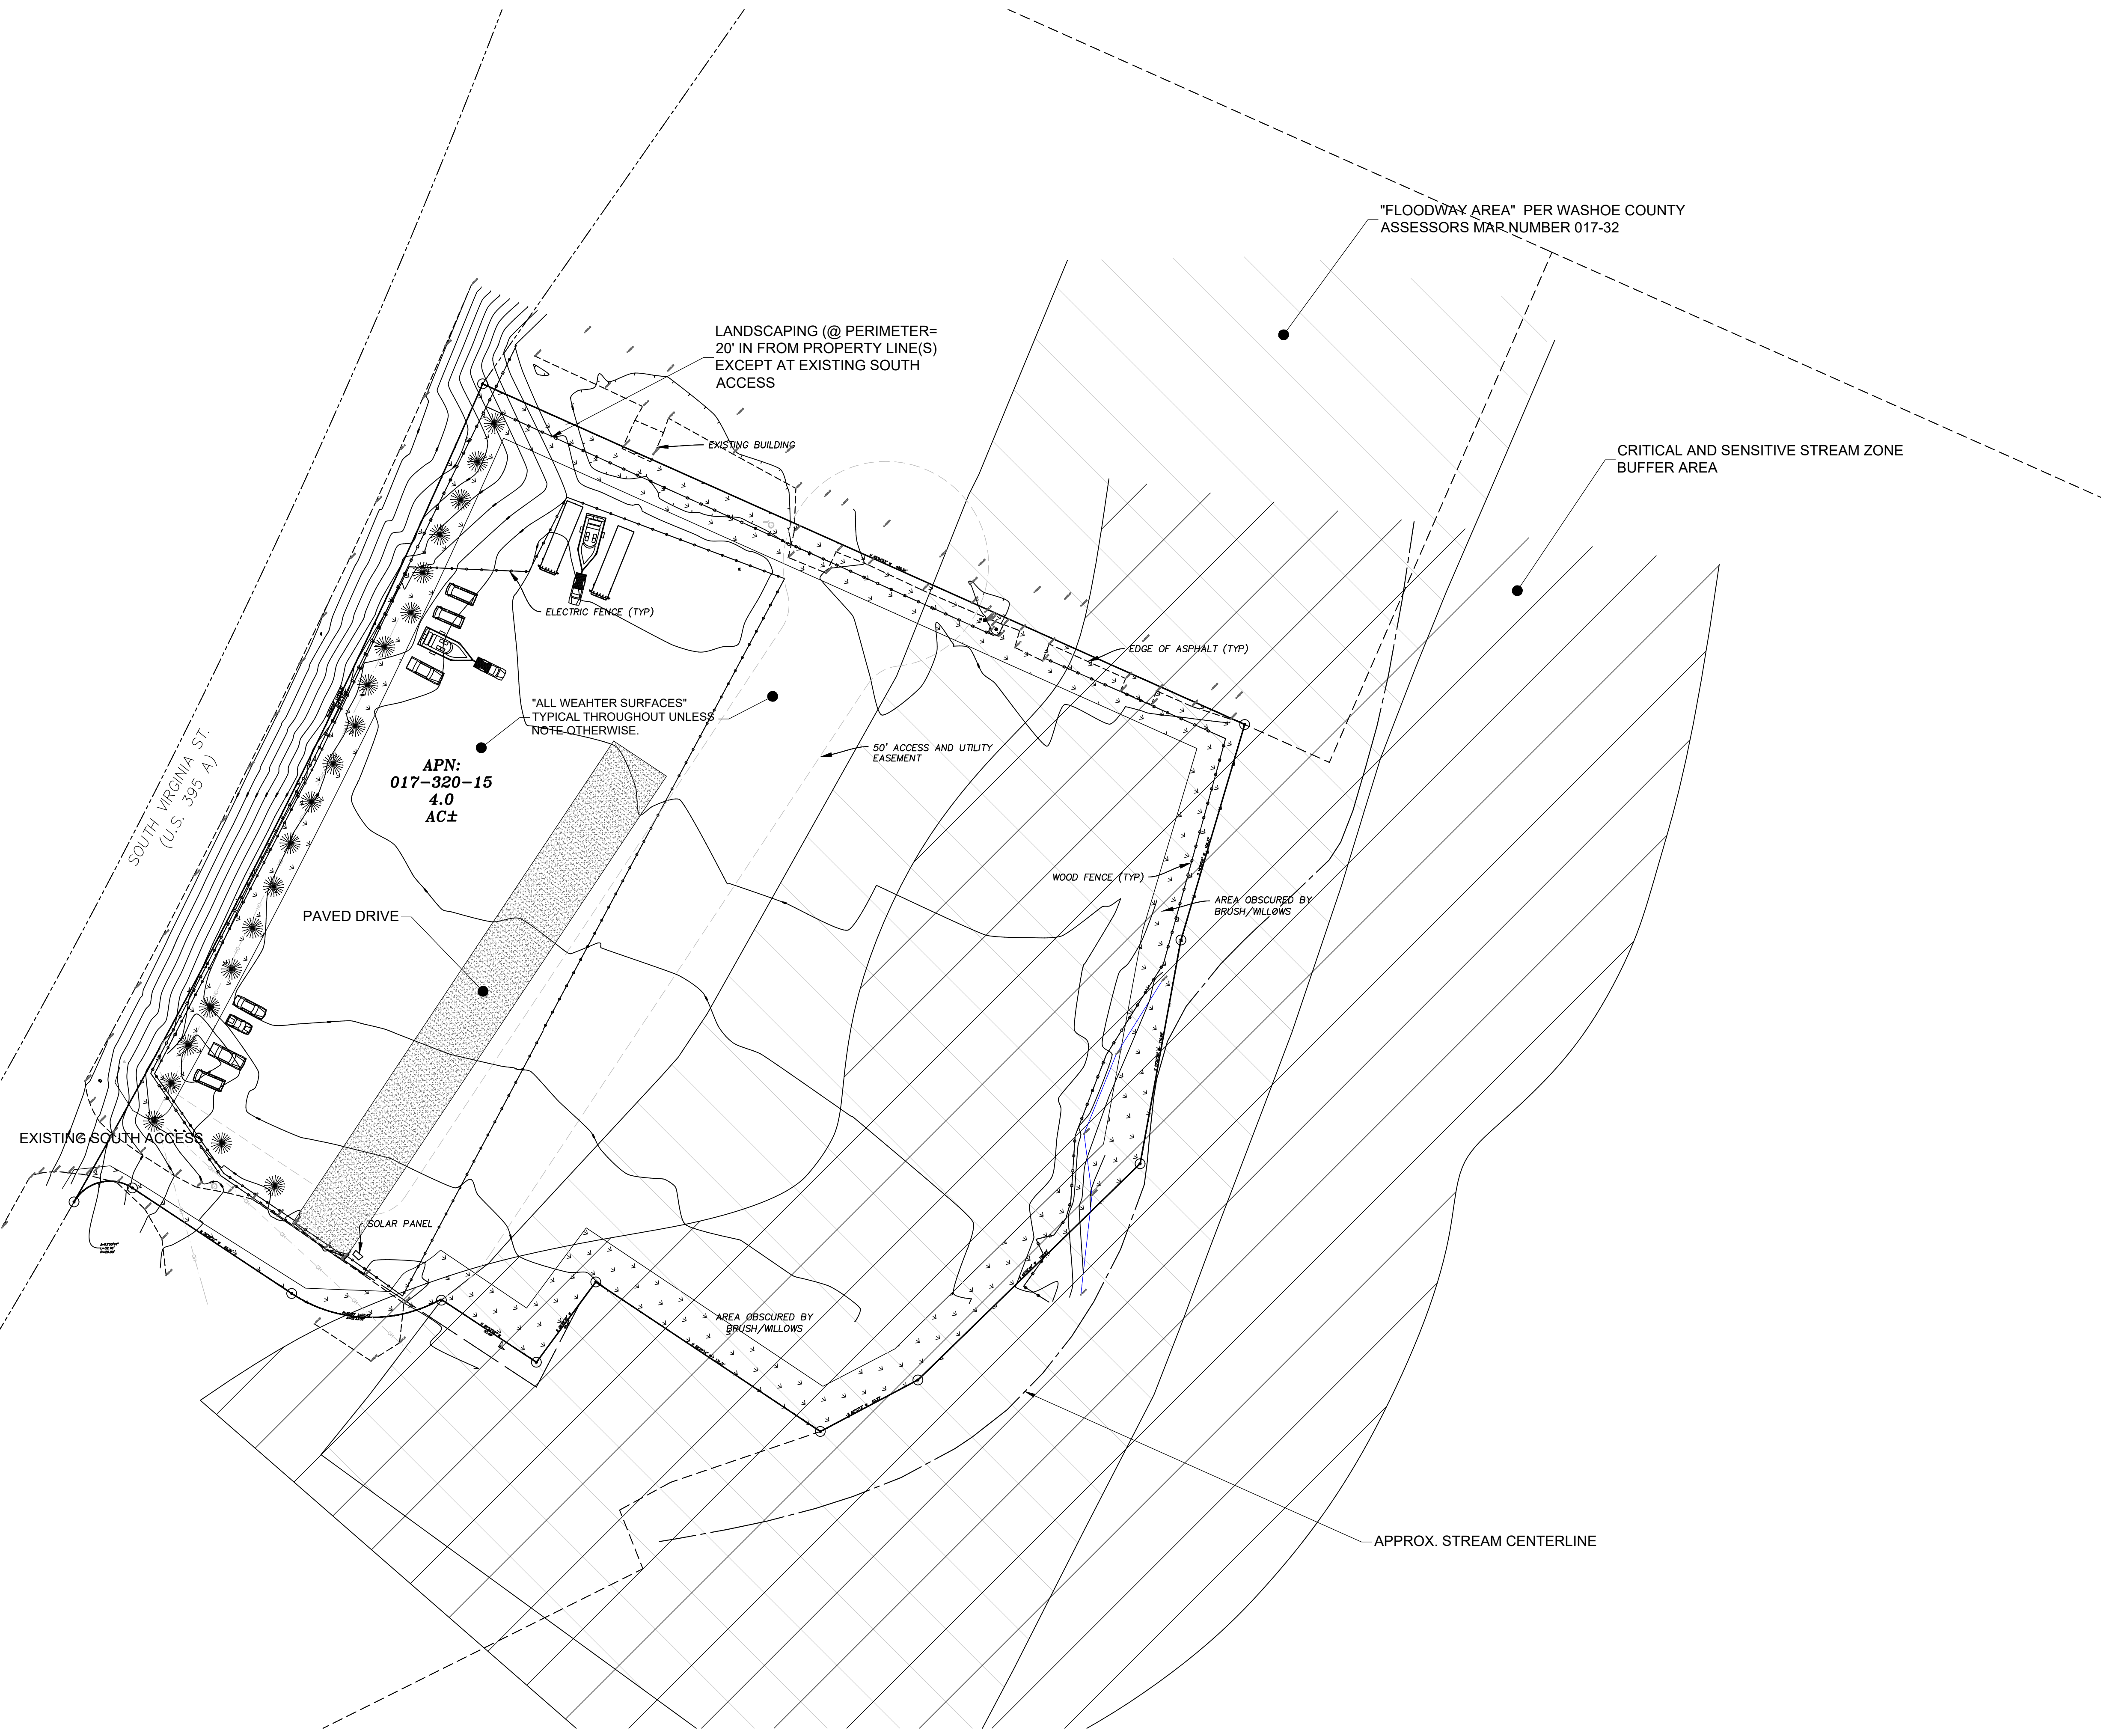 "FLOODWAY AREA" PER WASHOE COUNTY
ASSESSORS MAP NUMBER 017-32
LANDSCAPING (@ PERIMETER=
20' IN FROM PROPERTY LINE(S)
EXCEPT AT EXISTING SOUTH
ACCESS
EXISTING BUILDING
CRITICAL AND SENSITIVE STREAM ZONE
BUFFER AREA
ELECTRIC FENCE (TYP)
EDGE OF ASPHALT (TYP)
"ALL WEAHTER SURFACES"
TYPICAL THROUGHOUT UNLESS
NOTE OTHERWISE.
50' ACCESS AND UTILITY
EASEMENT
APN:
017-320-15
4.0
AC±
SOUTH VIRGINIA ST.
(U.S. 395 A)
WOOD FENCE (TYP)
AREA OBSCURED BY
BRUSH/WILLOWS
PAVED DRIVE
EXISTING SOUTH ACCESS
SOLAR PANEL
AREA OBSCURED BY
BRUSH/WILLOWS
APPROX. STREAM CENTERLINE